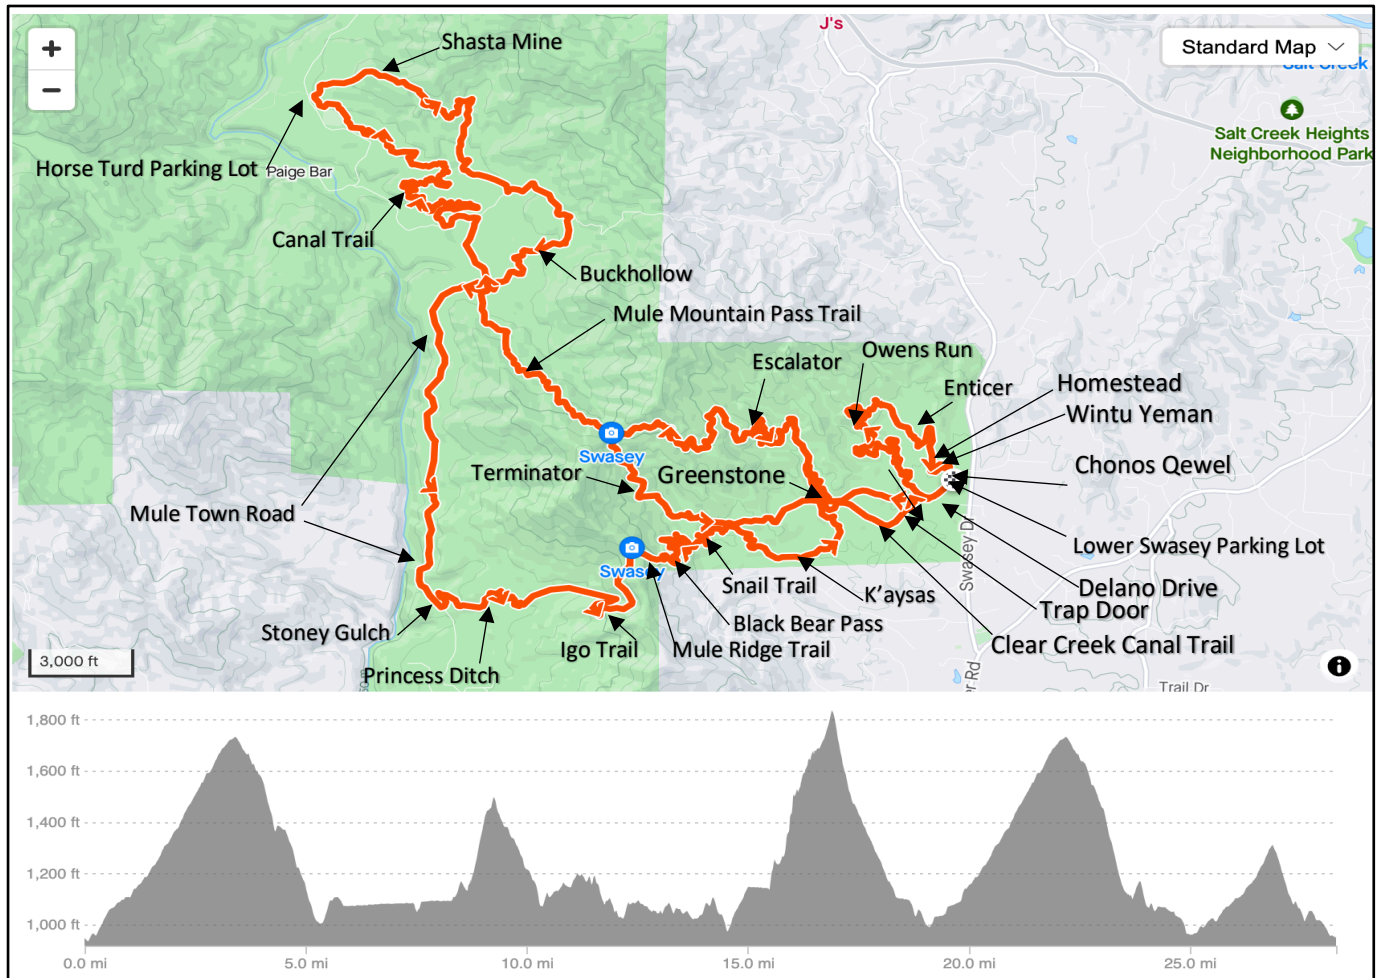 J's
+
−
Standard Map
Salt Creek
Shasta Mine
Salt Creek Heights
Neighborhood Park
Horse Turd Parking Lot
Paige Bar
Canal Trail
Buckhollow
Mule Mountain Pass Trail
Escalator
Owens Run
Enticer
Homestead
Wintu Yeman
Swasey
Terminator
Greenstone
Chonos Qewel
Mule Town Road
Swasey Dr
Lower Swasey Parking Lot
Swasey
Snail Trail
K'aysas
Delano Drive
Trap Door
Stoney Gulch
Igo Trail
Black Bear Pass
Mule Ridge Trail
Clear Creek Canal Trail
3,000 ft
Princess Ditch
er Rd
Trail Dr
1,800 ft
1,600 ft
1,400 ft
1,200 ft
1,000 ft
0.0 mi
5.0 mi
10.0 mi
15.0 mi
20.0 mi
25.0 mi